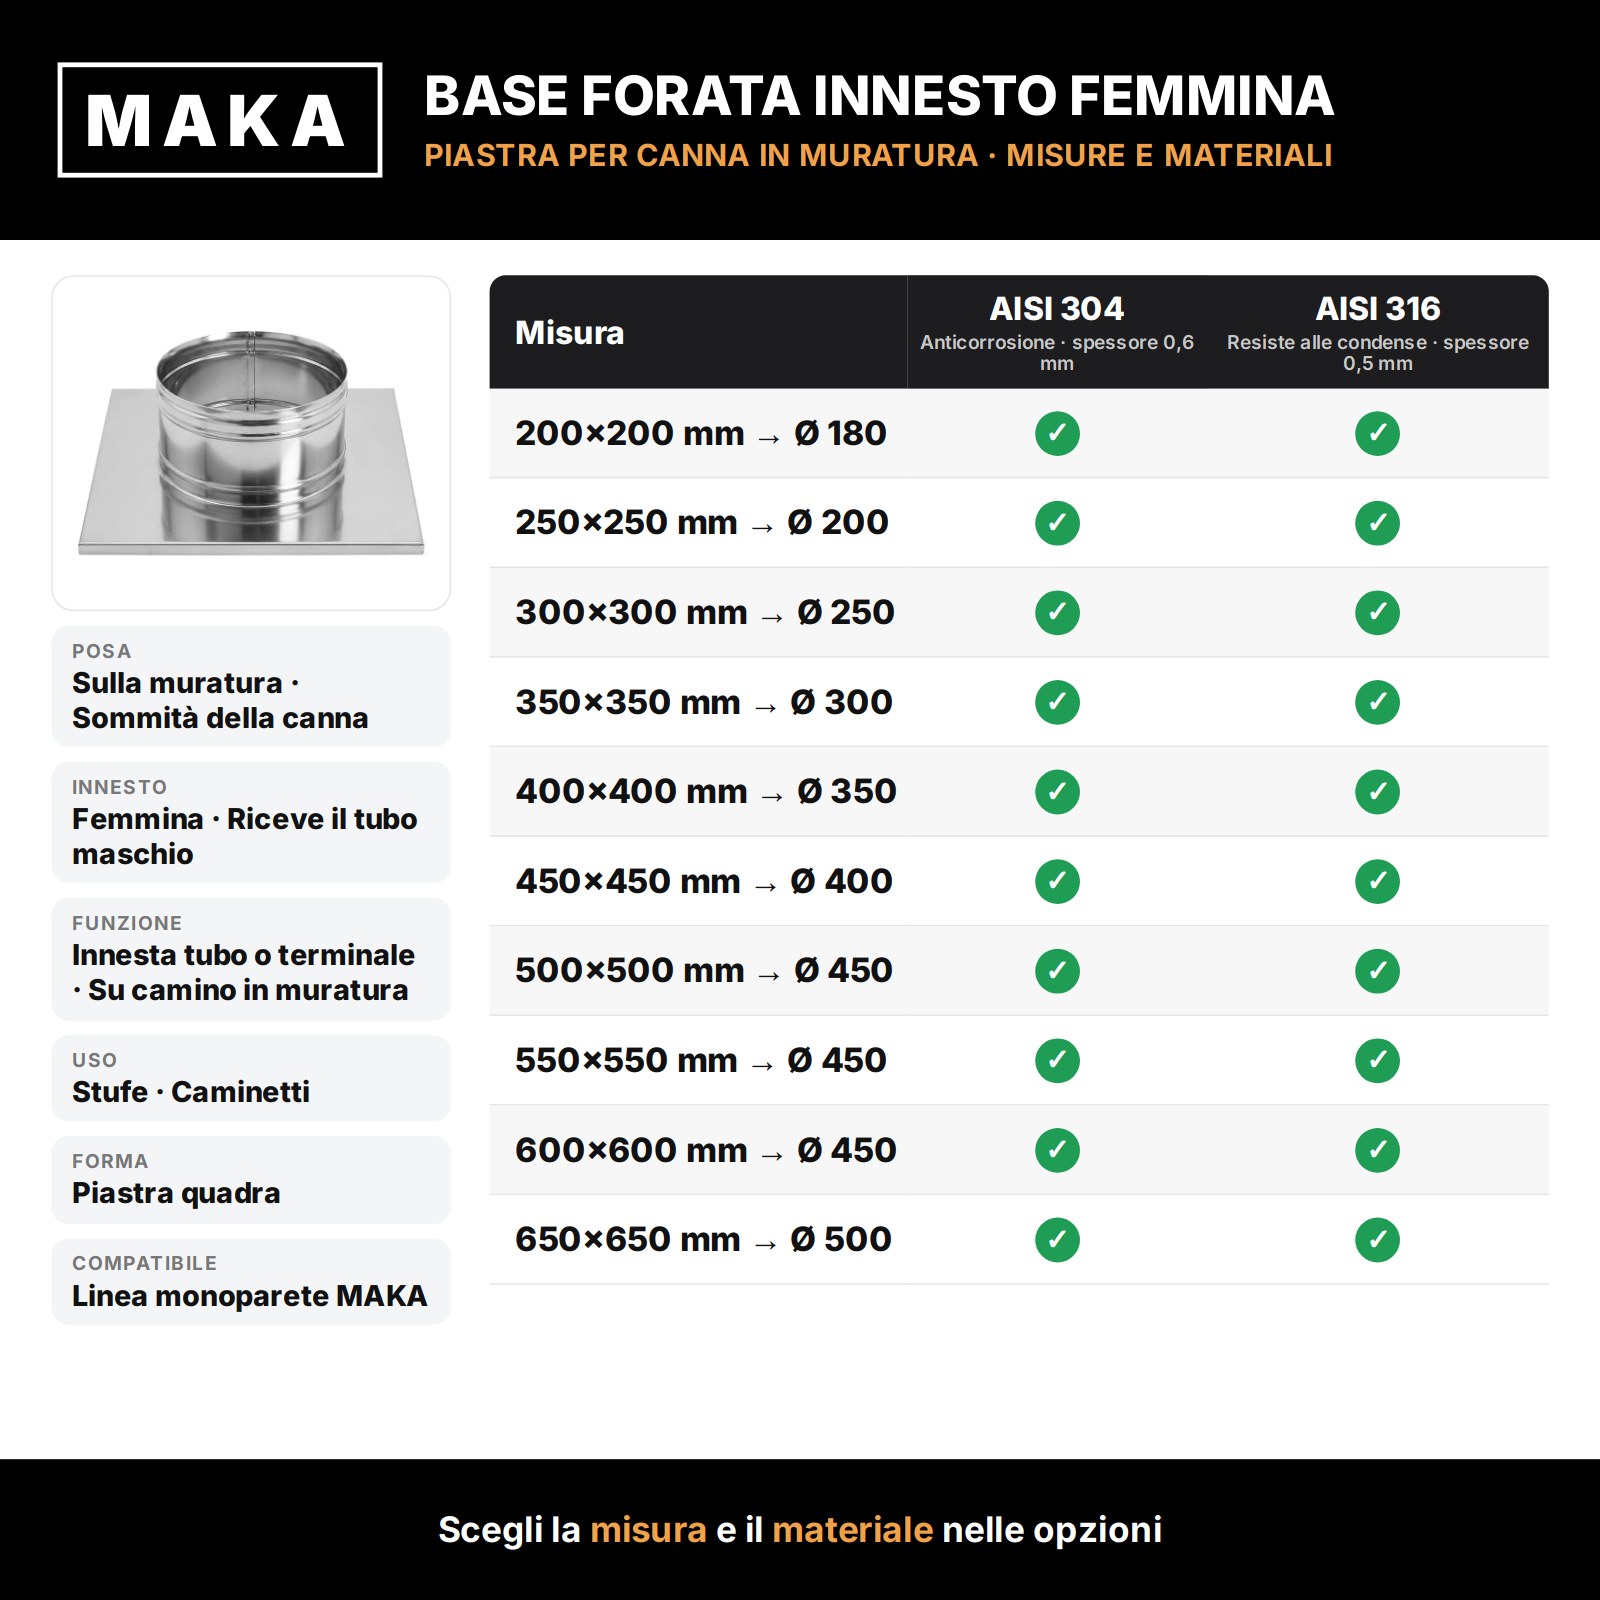 MAKA
BASE FORATA INNESTO FEMMINA
PIASTRA PER CANNA IN MURATURA · MISURE E MATERIALI
POSA
Sulla muratura ·
Sommità della canna
INNESTO
Femmina · Riceve il tubo
maschio
FUNZIONE
Innesta tubo o terminale
· Su camino in muratura
USO
Stufe · Caminetti
FORMA
Piastra quadra
COMPATIBILE
Linea monoparete MAKA
Misura
AISI 304
Anticorrosione · spessore 0,6
mm
AISI 316
Resiste alle condense · spessore
0,5 mm
200×200 mm → Ø 180 ✓ ✓
250×250 mm → Ø 200 ✓ ✓
300×300 mm → Ø 250 ✓ ✓
350×350 mm → Ø 300 ✓ ✓
400×400 mm → Ø 350 ✓ ✓
450×450 mm → Ø 400 ✓ ✓
500×500 mm → Ø 450 ✓ ✓
550×550 mm → Ø 450 ✓ ✓
600×600 mm → Ø 450 ✓ ✓
650×650 mm → Ø 500 ✓ ✓
Scegli la misura e il materiale nelle opzioni